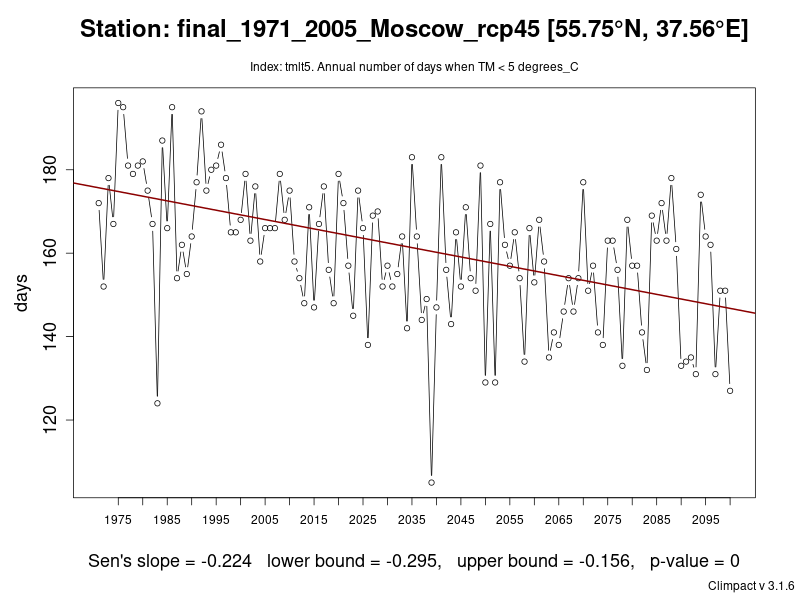 Station: final_1971_2005_Moscow_rcp45 [55.75°N, 37.56°E]
Index: tmlt5. Annual number of days when TM < 5 degrees_C
days
180
160
140
120
1975 1985 1995 2005 2015 2025 2035 2045 2055 2065 2075 2085 2095
Sen's slope = -0.224 lower bound = -0.295, upper bound = -0.156, p-value = 0
Climpact v 3.1.6